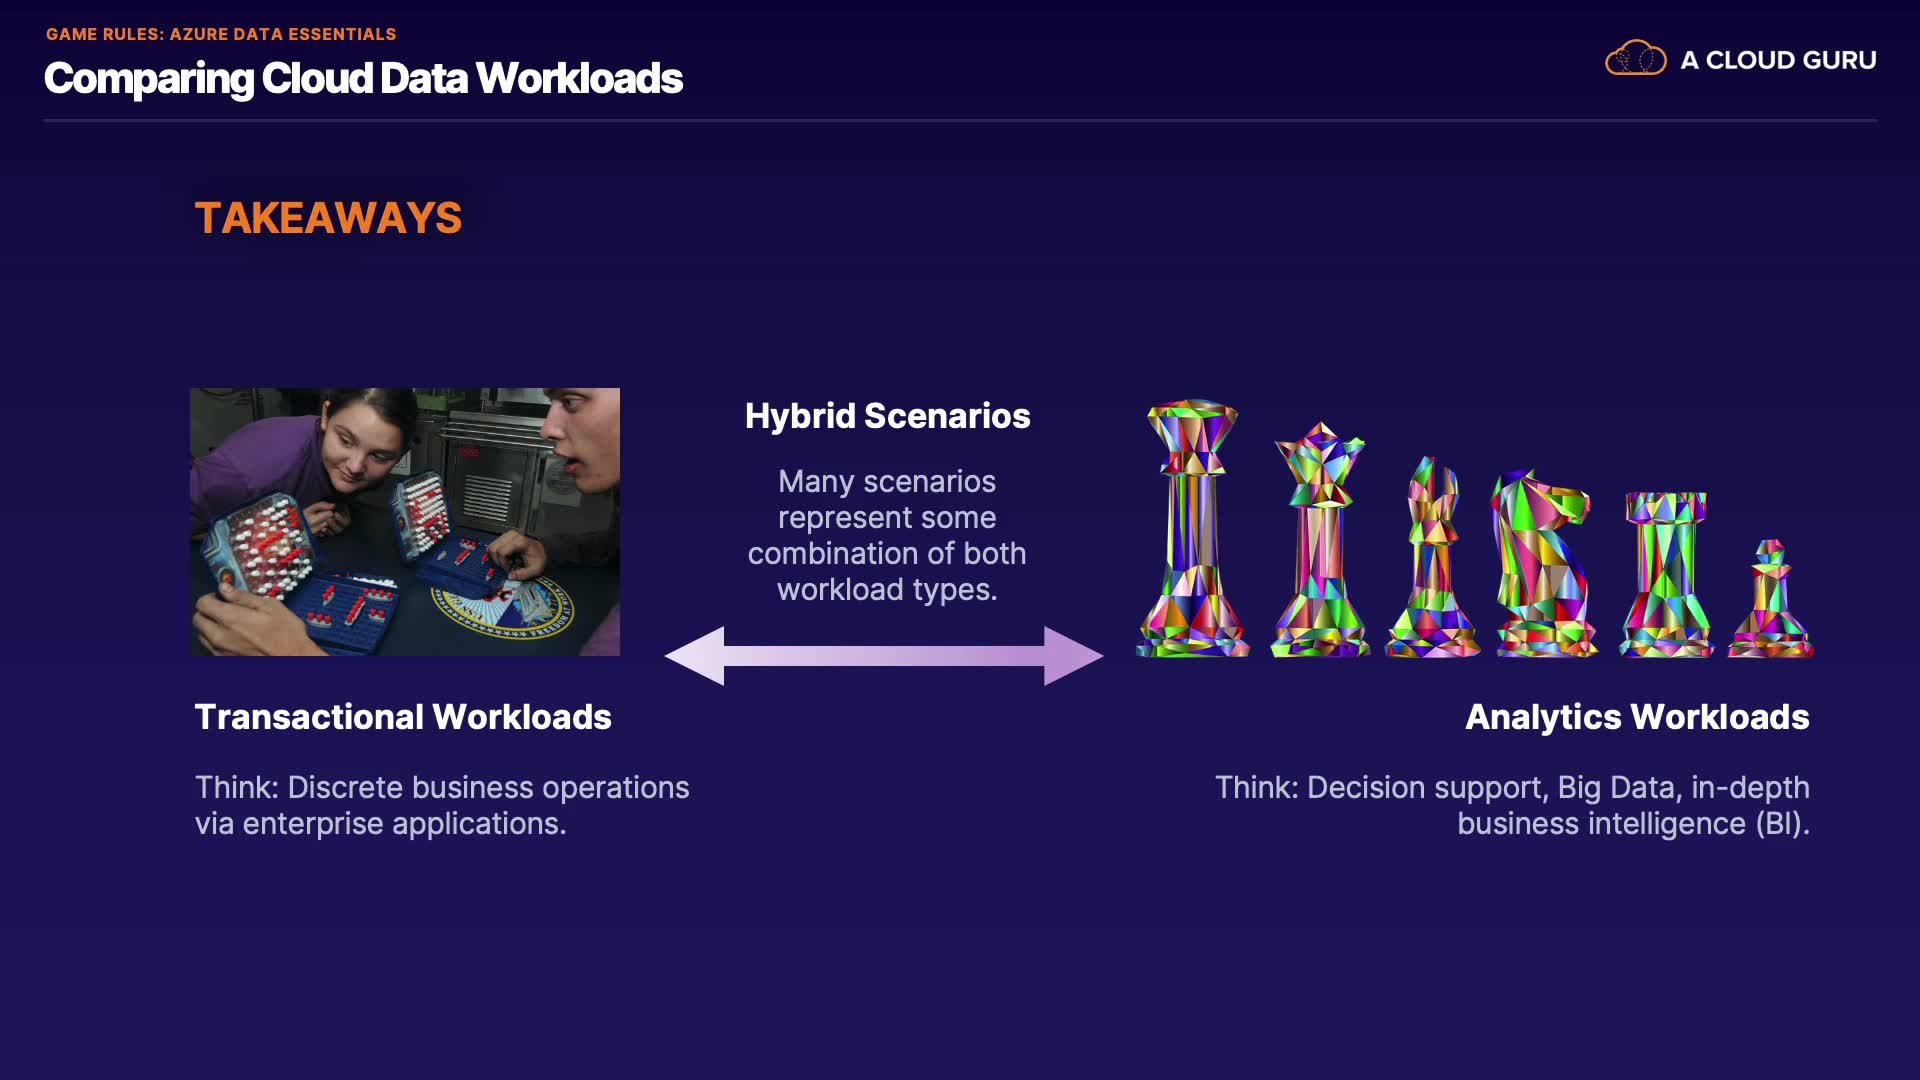 GAME RULES: AZURE DATA ESSENTIALS
Comparing Cloud Data Workloads
A CLOUD GURU
TAKEAWAYS
Hybrid Scenarios
Many scenarios
represent some
combination of both
workload types.
Transactional Workloads
Think: Discrete business operations
via enterprise applications.
Analytics Workloads
Think: Decision support, Big Data, in-depth
business intelligence (BI).